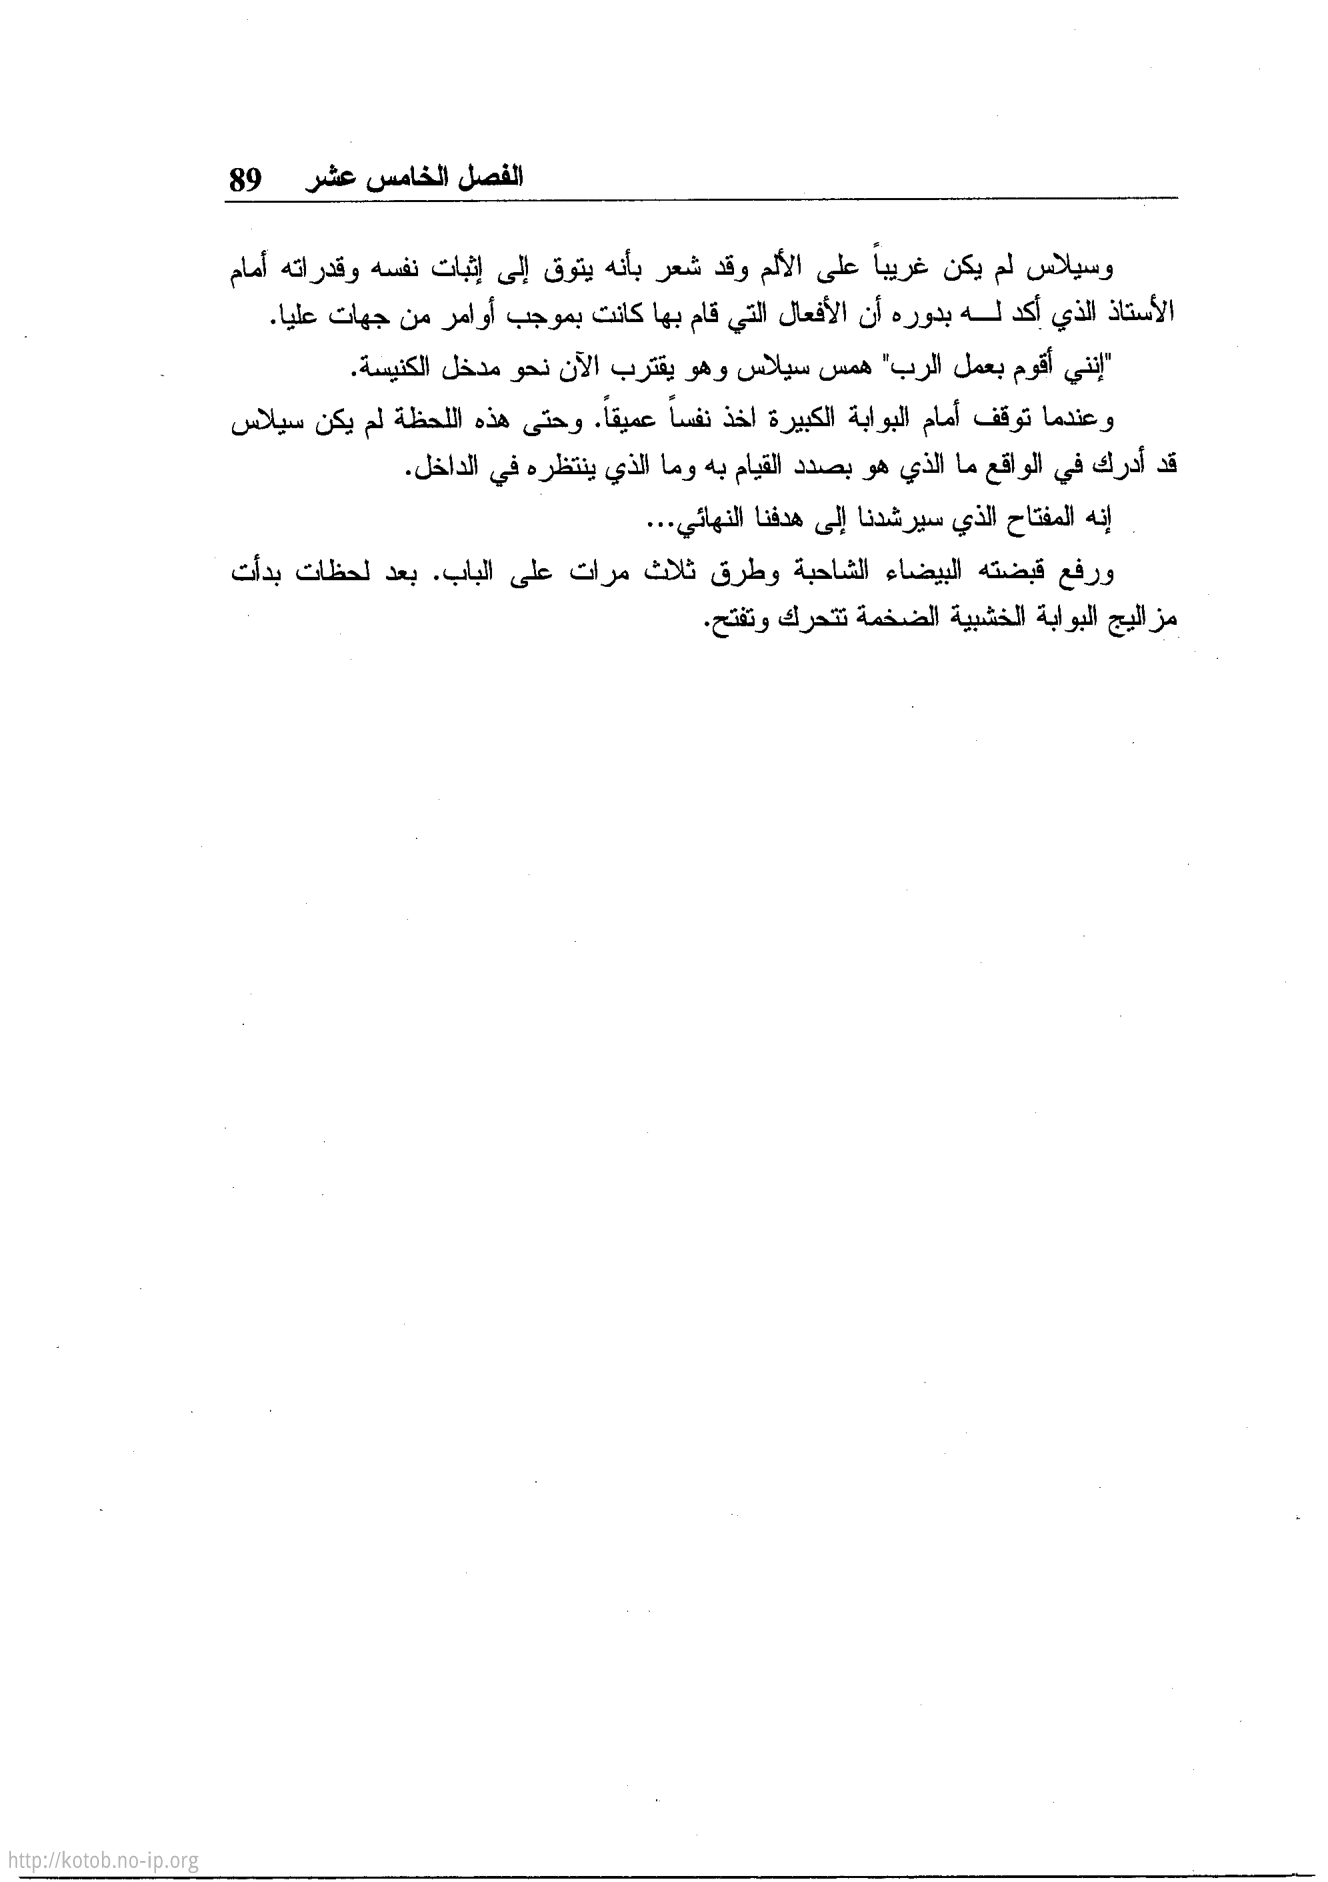 الفصل الخامس عشر 89
وسيلاس لم يكن غريباً على الألم وقد شعر بأنه يتوق إلى إثبات نفسه وقدراته أمام
الأستاذ الذي أكد لـــه بدوره أن الأفعال التي قام بها كانت بموجب أوامر من جهات عليا.
"إنني أقوم بعمل الرب" همس سيلاس وهو يقترب الآن نحو مدخل الكنيسة.
وعندما توقف أمام البوابة الكبيرة اخذ نفساً عميقاً. وحتى هذه اللحظة لم يكن سيلاس
قد أدرك في الواقع ما الذي هو بصدد القيام به وما الذي ينتظره في الداخل.
إنه المفتاح الذي سيرشدنا إلى هدفنا النهائي...
ورفع قبضته البيضاء الشاحبة وطرق ثلاث مرات على الباب. بعد لحظات بدأت
مزاليج البوابة الخشبية الضخمة تتحرك وتفتح.
http://kotob.no-ip.org